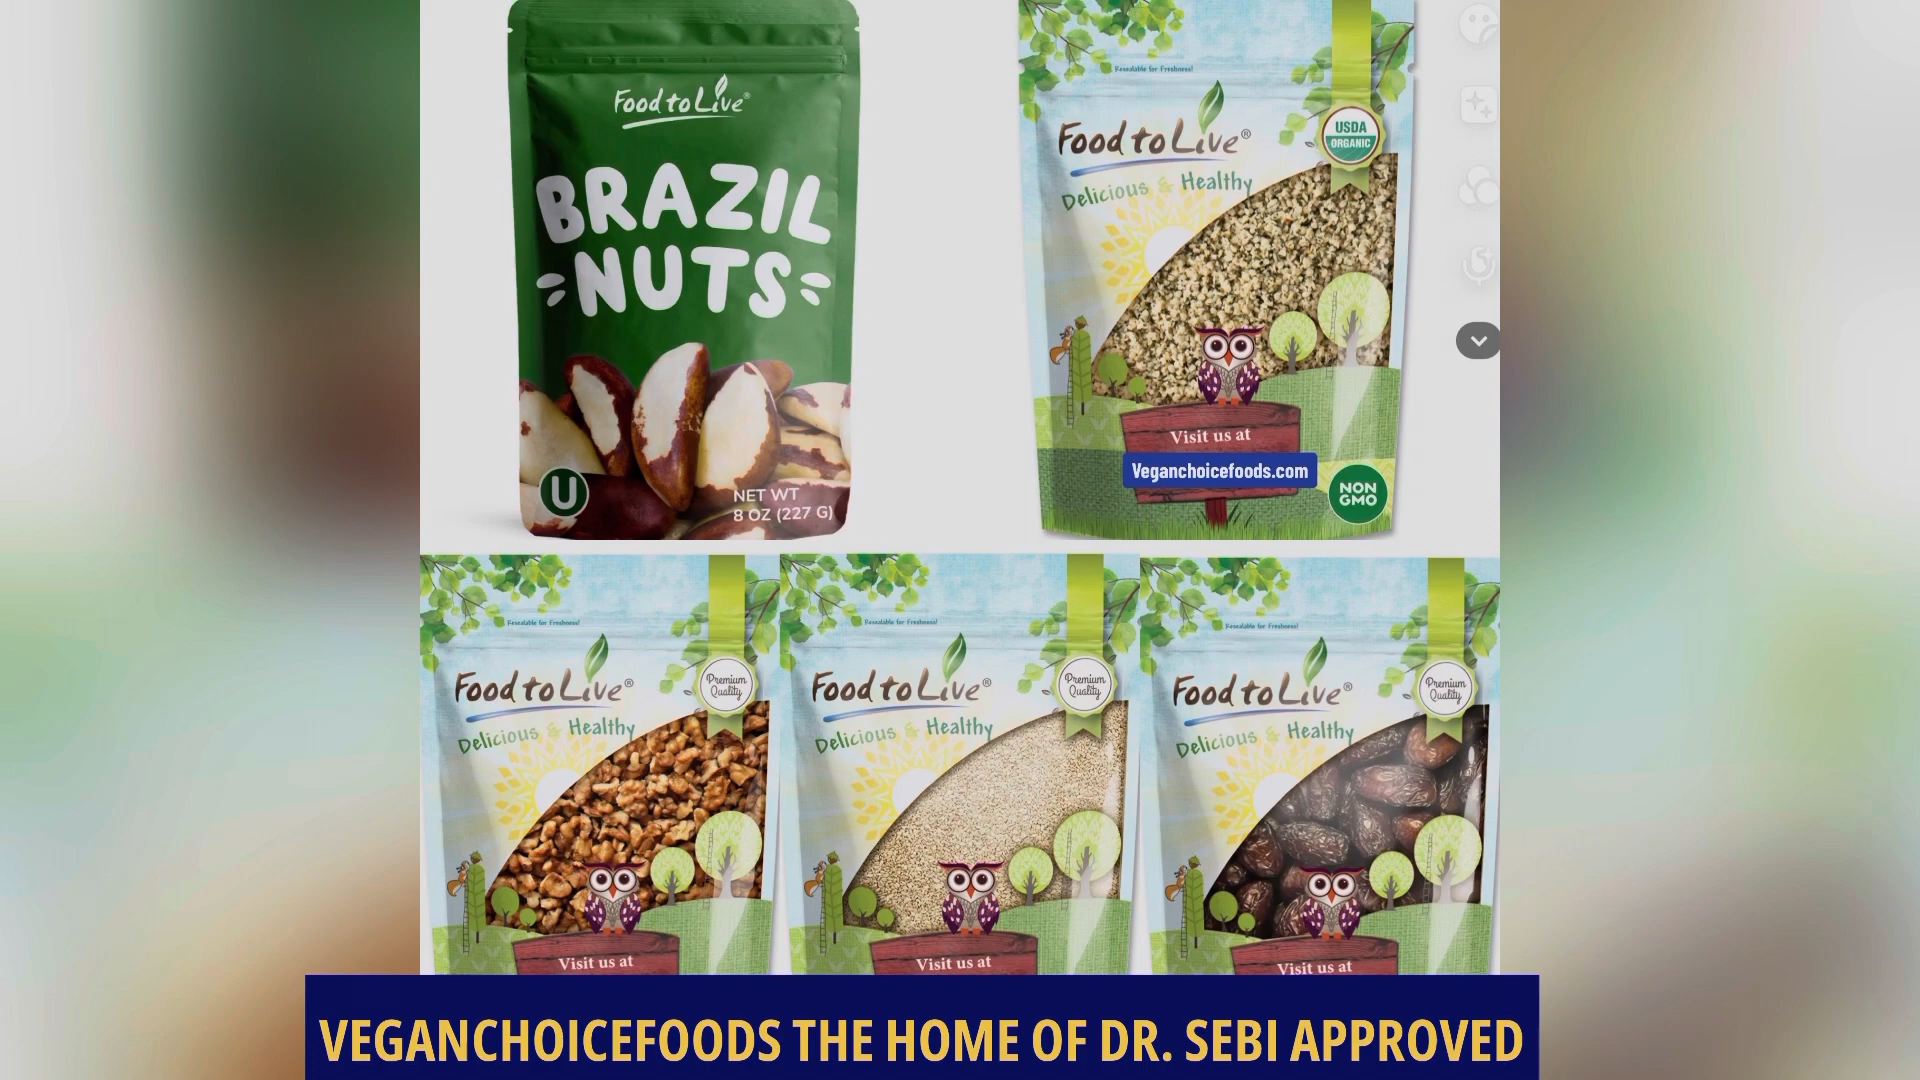 Food to Live®
BRAZIL
NUTS
U
NET WT
8 OZ (227 G)
Resealable for Freshness!
Food to Live®
Delicious & Healthy
USDA
ORGANIC
Visit us at
Veganchoicefoods.com
NON
GMO
Resealable for Freshness!
Food to Live®
Delicious & Healthy
Premium
Quality
Visit us at
Resealable for Freshness!
Food to Live®
Delicious & Healthy
Premium
Quality
Visit us at
Resealable for Freshness!
Food to Live®
Delicious & Healthy
Premium
Quality
Visit us at
VEGANCHOICEFOODS THE HOME OF DR. SEBI APPROVED